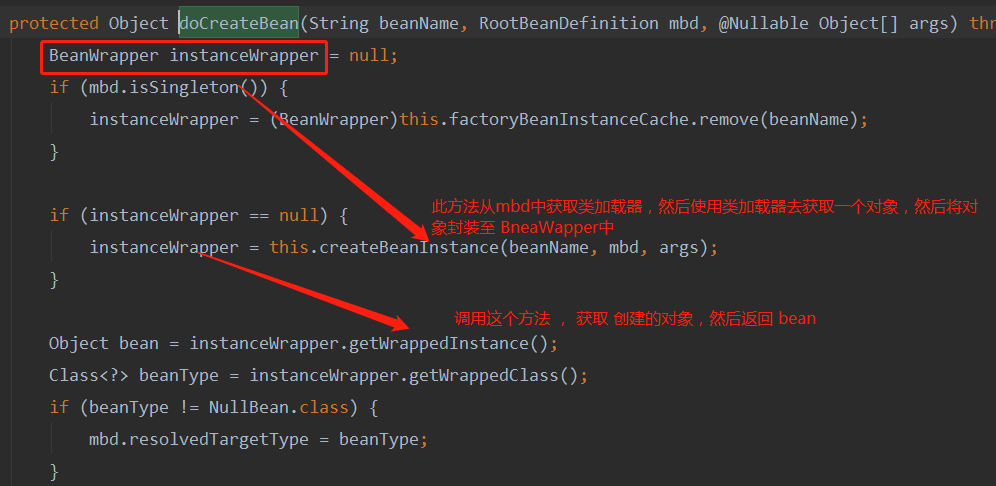 protected Object doCreateBean(String beanName, RootBeanDefinition mbd, @Nullable Object[] args) thr
BeanWrapper instanceWrapper = null;
if (mbd.isSingleton()) {
instanceWrapper = (BeanWrapper)this.factoryBeanInstanceCache.remove(beanName);
}
此方法从mbd中获取类加载器，然后使用类加载器去获取一个对象，然后将对
象封装至 BneaWapper中
if (instanceWrapper == null) {
instanceWrapper = this.createBeanInstance(beanName, mbd, args);
}
调用这个方法 ， 获取 创建的对象，然后返回 bean
Object bean = instanceWrapper.getWrappedInstance();
Class<?> beanType = instanceWrapper.getWrappedClass();
if (beanType != NullBean.class) {
mbd.resolvedTargetType = beanType;
}